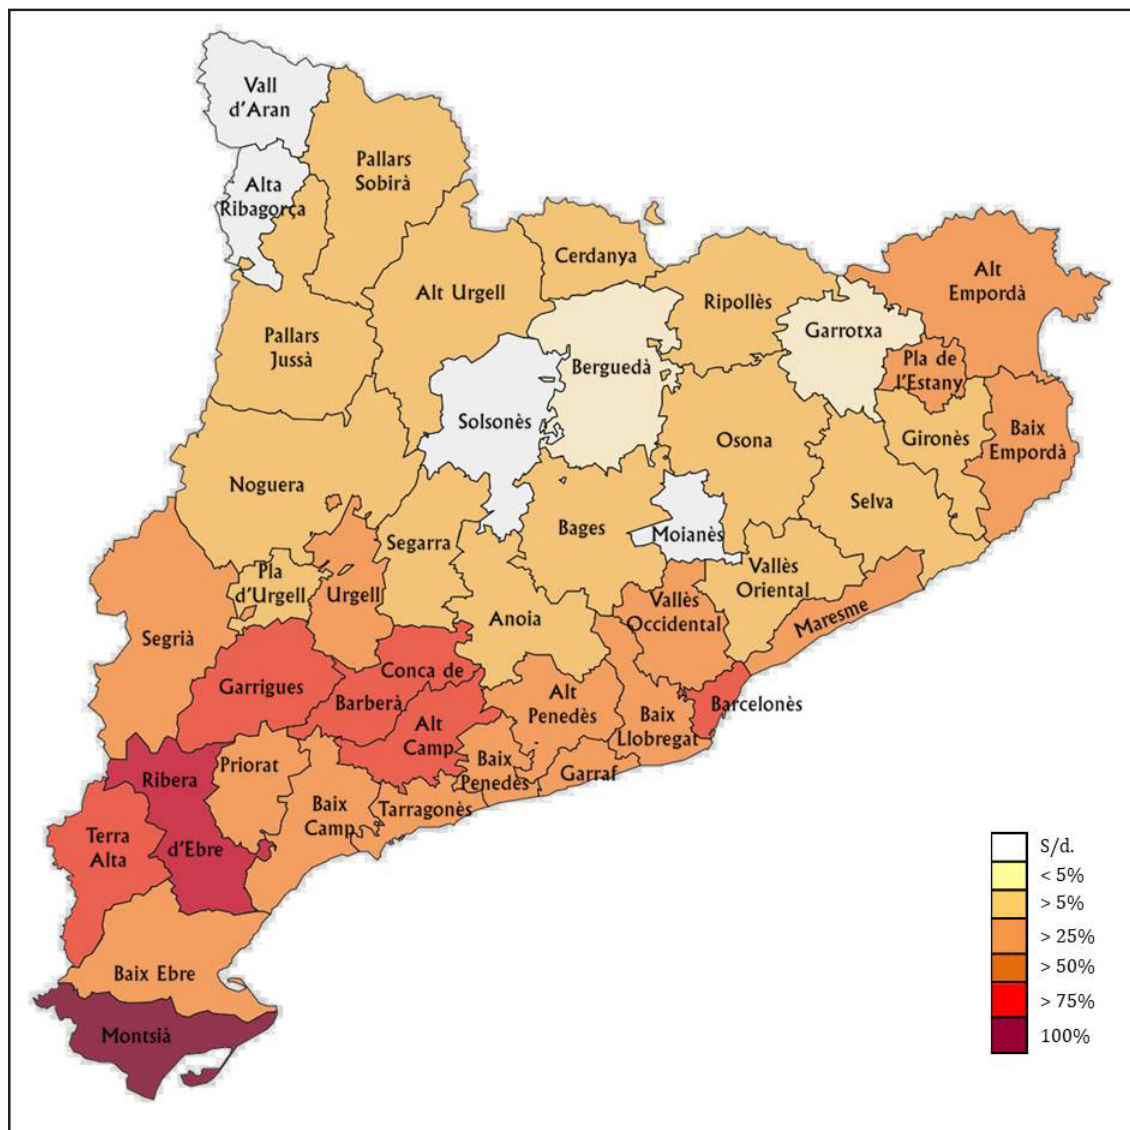 Vall
d'Aran
Pallars
Sobirà
Alta
Ribagorça
Cerdanya
Alt Urgell
Ripollès
Alt
Empordà
Garrotxa
Pallars
Jussà
Berguedà
Pla de
l'Estany
Solsonès
Osona
Gironès
Baix
Empordà
Noguera
Selva
Bages
Moianès
Segarra
Pla
d'Urgell
Urgell
Vallès
Oriental
Anoia
Vallès
Occidental
Maresme
Segrià
Garrigues
Conca de
Barberà
Alt
Camp
Alt
Penedès
Baix
Llobregat
Barcelonès
Ribera
d'Ebre
Priorat
Baix
Penedès
Garraf
Baix
Camp
Tarragonès
Terra
Alta
Baix Ebre
Montsià
S/d.
< 5%
> 5%
> 25%
> 50%
> 75%
100%